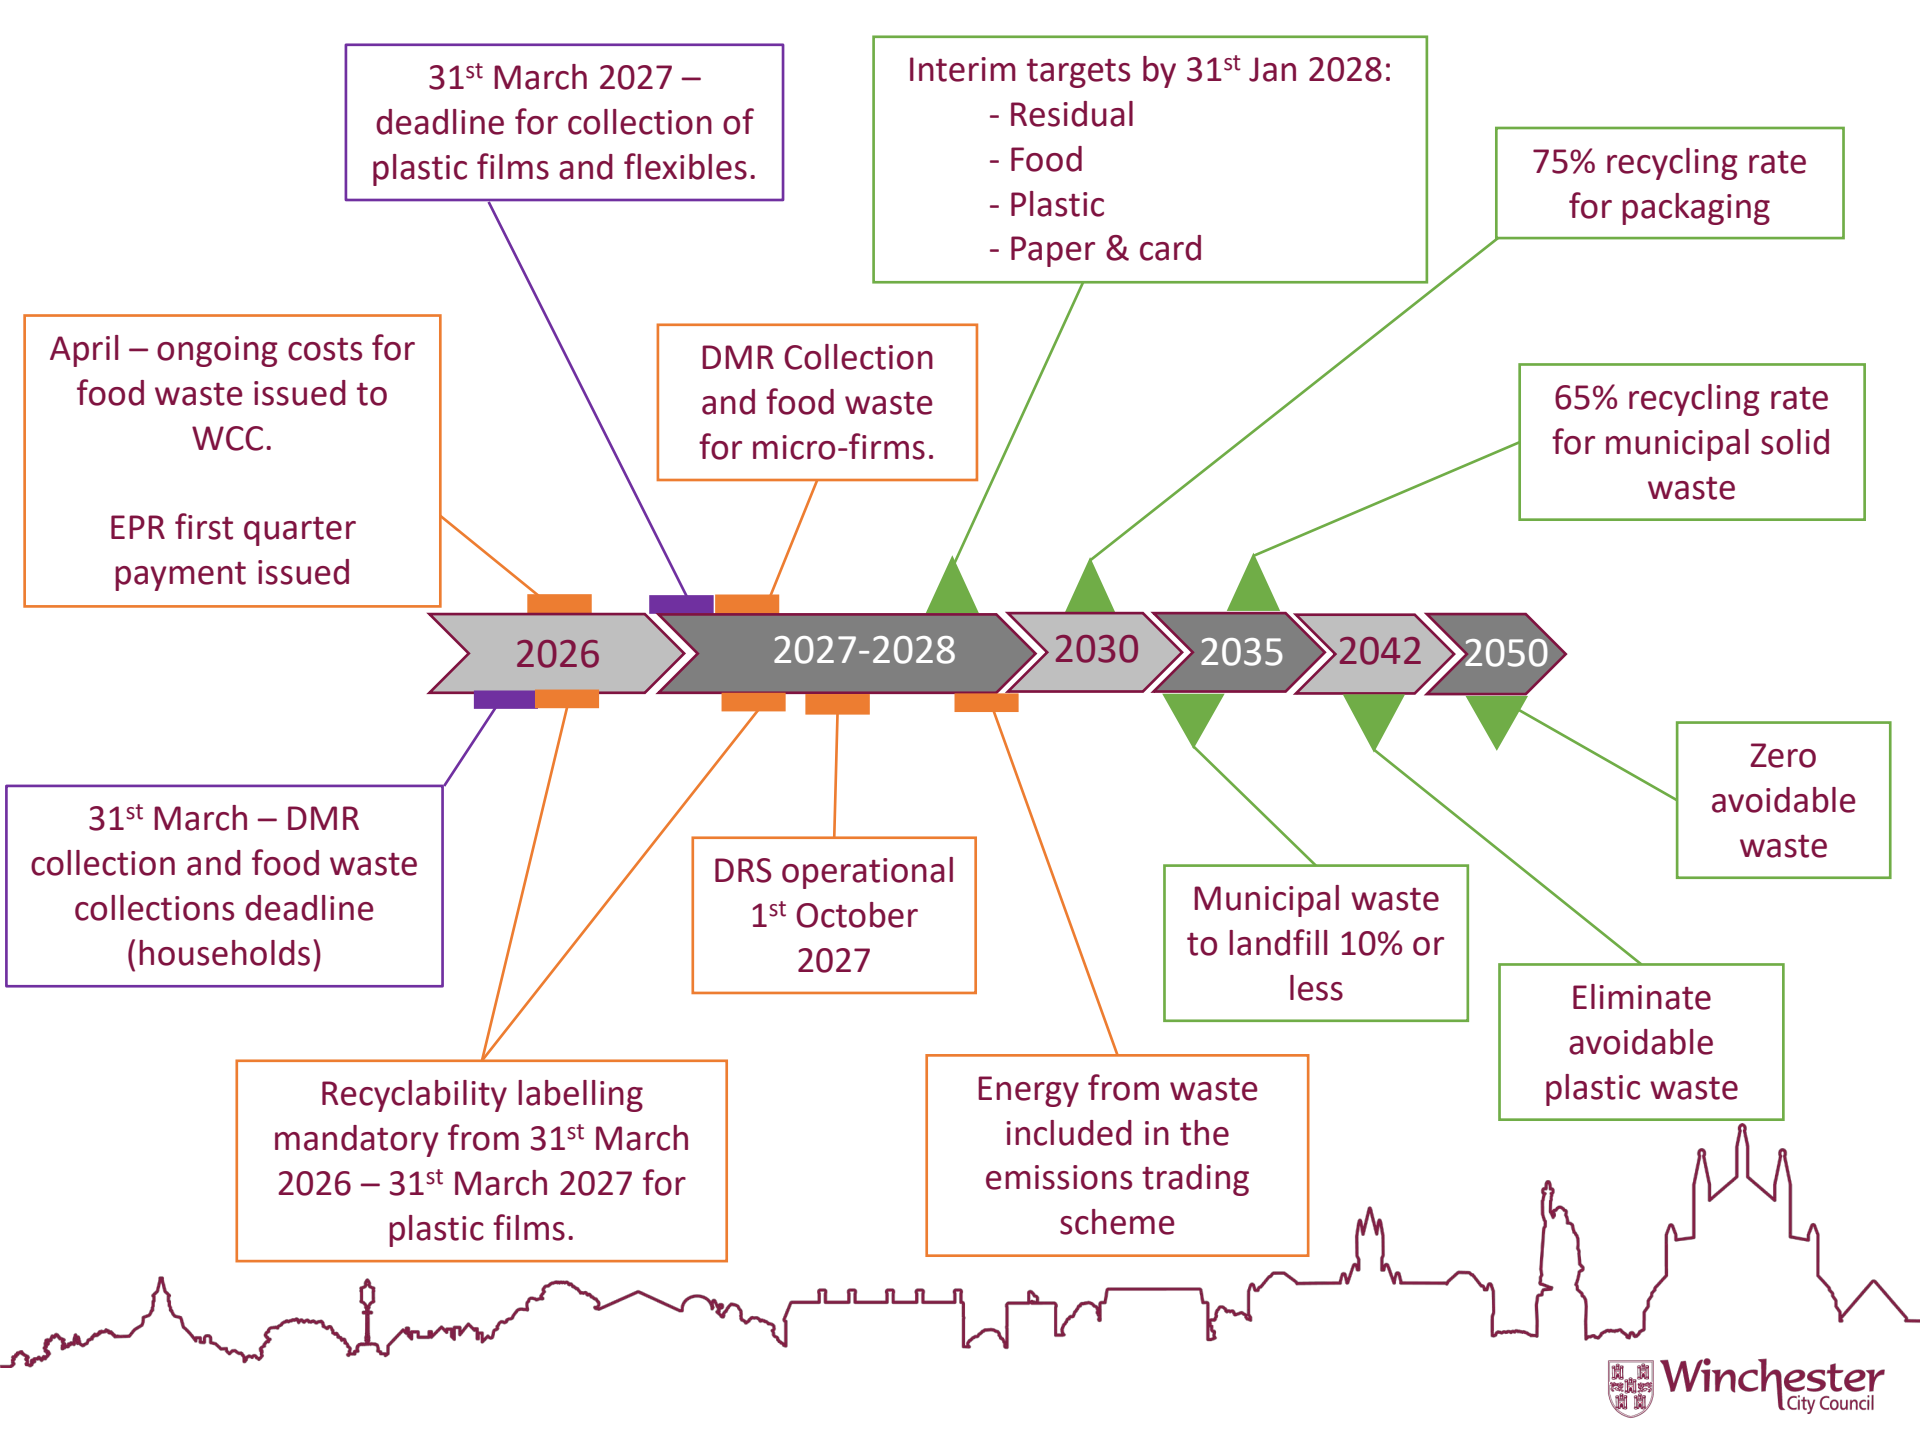 31st March 2027 –
deadline for collection of
plastic films and flexibles.
Interim targets by 31st Jan 2028:
- Residual
- Food
- Plastic
- Paper & card
75% recycling rate
for packaging
April – ongoing costs for
food waste issued to
WCC.
EPR first quarter
payment issued
DMR Collection
and food waste
for micro-firms.
65% recycling rate
for municipal solid
waste
2026
2027-2028
2030
2035
2042
2050
31st March – DMR
collection and food waste
collections deadline
(households)
DRS operational
1st October
2027
Municipal waste
to landfill 10% or
less
Zero
avoidable
waste
Eliminate
avoidable
plastic waste
Recyclability labelling
mandatory from 31st March
2026 – 31st March 2027 for
plastic films.
Energy from waste
included in the
emissions trading
scheme
Winchester
City Council